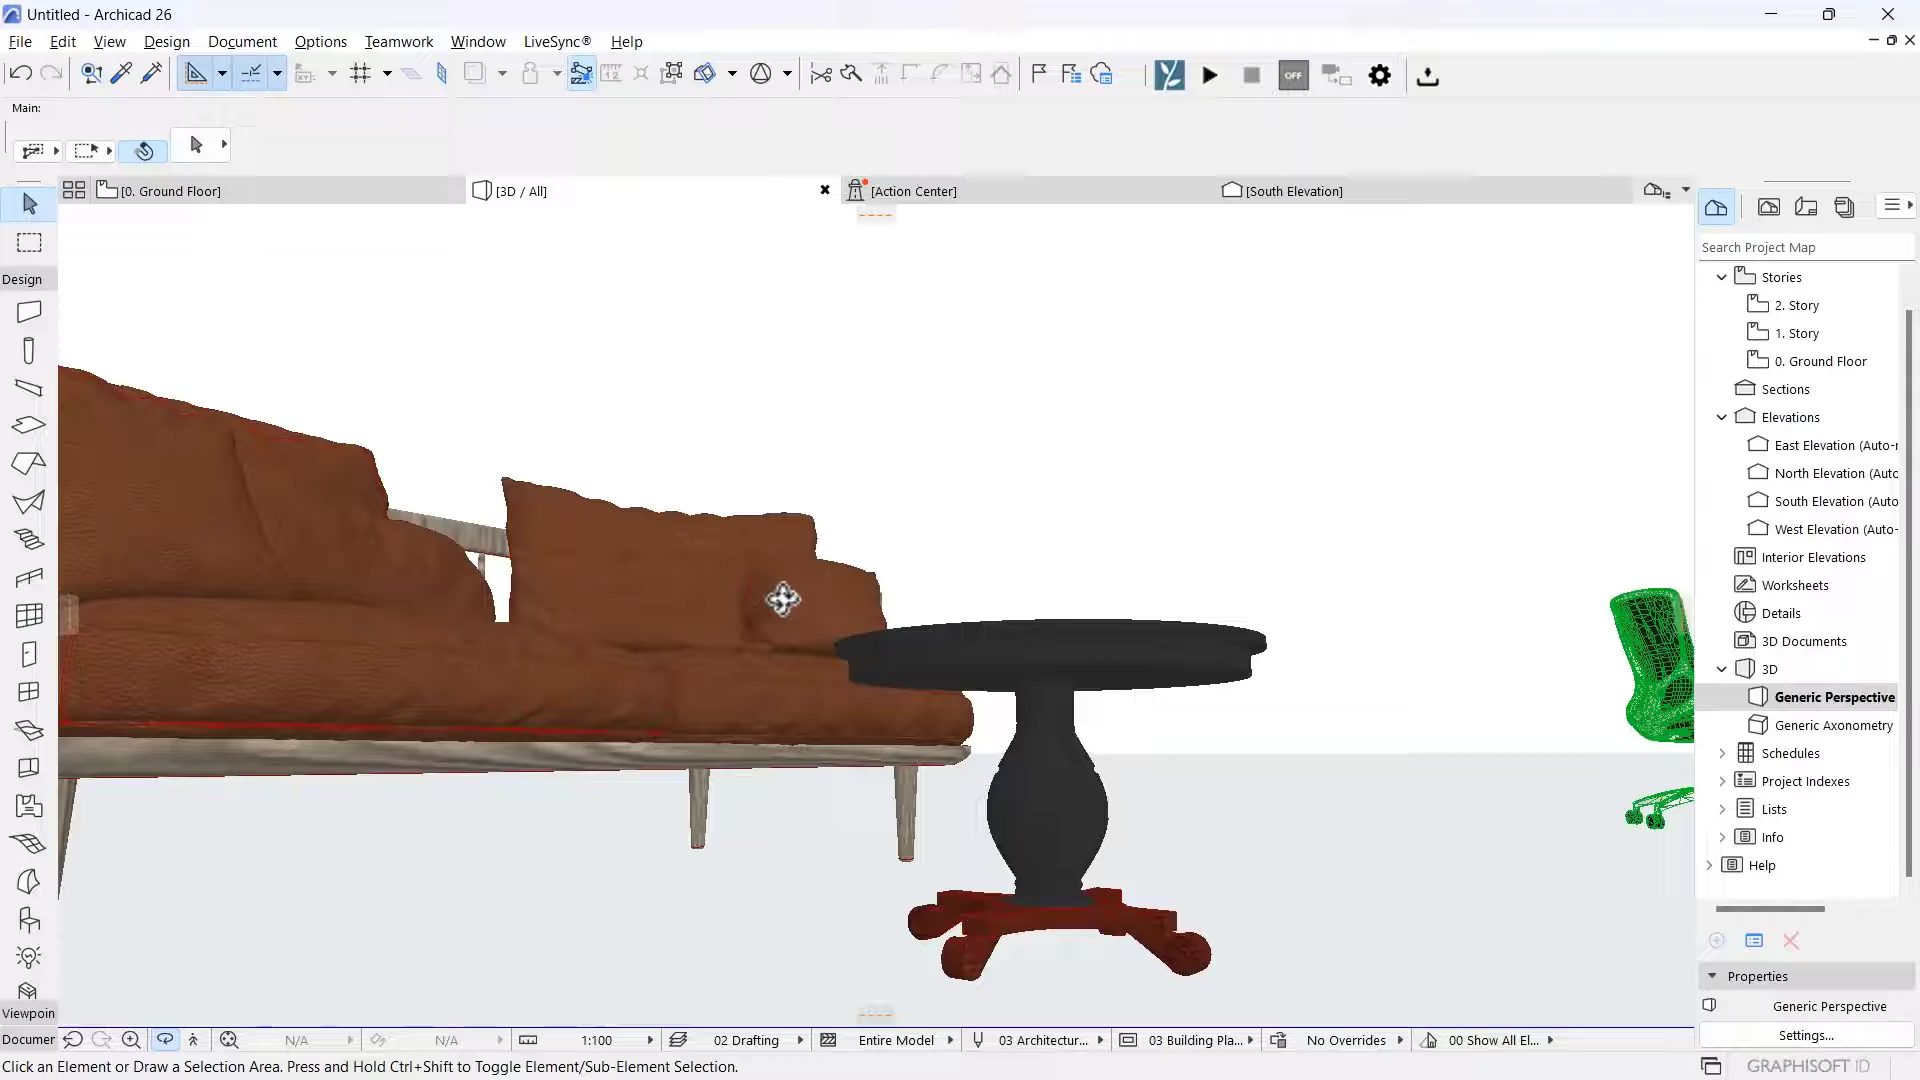 Untitled - Archicad 26
File Edit View Design Document Options Teamwork Window LiveSync® Help
OFF
Main:
[0. Ground Floor] [3D / All] [Action Center] [South Elevation]
Search Project Map
Design
Stories
2. Story
1. Story
0. Ground Floor
Sections
Elevations
East Elevation (Auto-r
North Elevation (Auto
South Elevation (Auto
West Elevation (Auto-
Interior Elevations
Worksheets
Details
3D Documents
3D
Generic Perspective
Generic Axonometry
Schedules
Project Indexes
Lists
Info
Help
Properties
Generic Perspective
Settings...
Viewpoin
Documer
N/A N/A 1:100 02 Drafting Entire Model 03 Architectur... 03 Building Pla... No Overrides 00 Show All El...
Click an Element or Draw a Selection Area. Press and Hold Ctrl+Shift to Toggle Element/Sub-Element Selection.
GRAPHISOFT ID